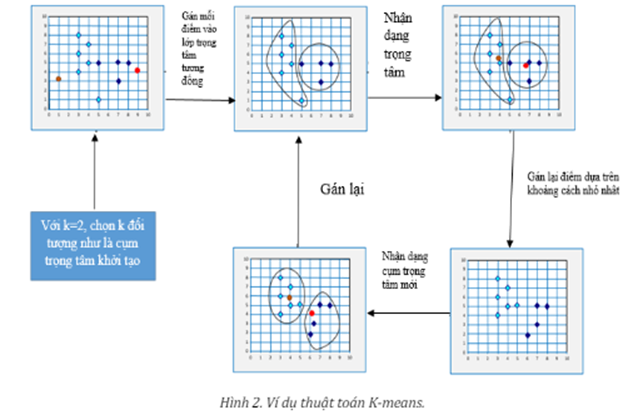 Gán mỗi
điểm vào
lớp trọng
tâm
tương
đồng
Nhận
dạng
trọng
tâm
Gán lại điểm dựa trên
khoảng cách nhỏ nhất
Gán lại
Với k=2, chọn k đối
tượng như là cụm
trọng tâm khởi tạo
Nhận dạng
cụm trọng
tâm mới
Hình 2. Ví dụ thuật toán K-means.